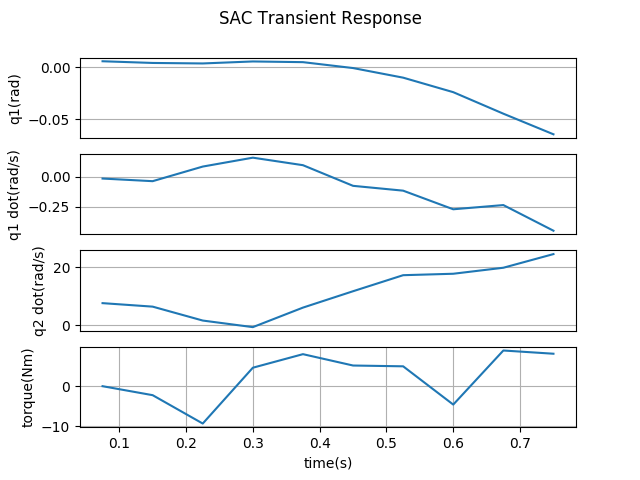 SAC Transient Response
q1(rad)
0.00
−0.05
q1 dot(rad/s)
0.00
−0.25
q2 dot(rad/s)
20
0
torque(Nm)
0
−10
0.1 0.2 0.3 0.4 0.5 0.6 0.7
time(s)